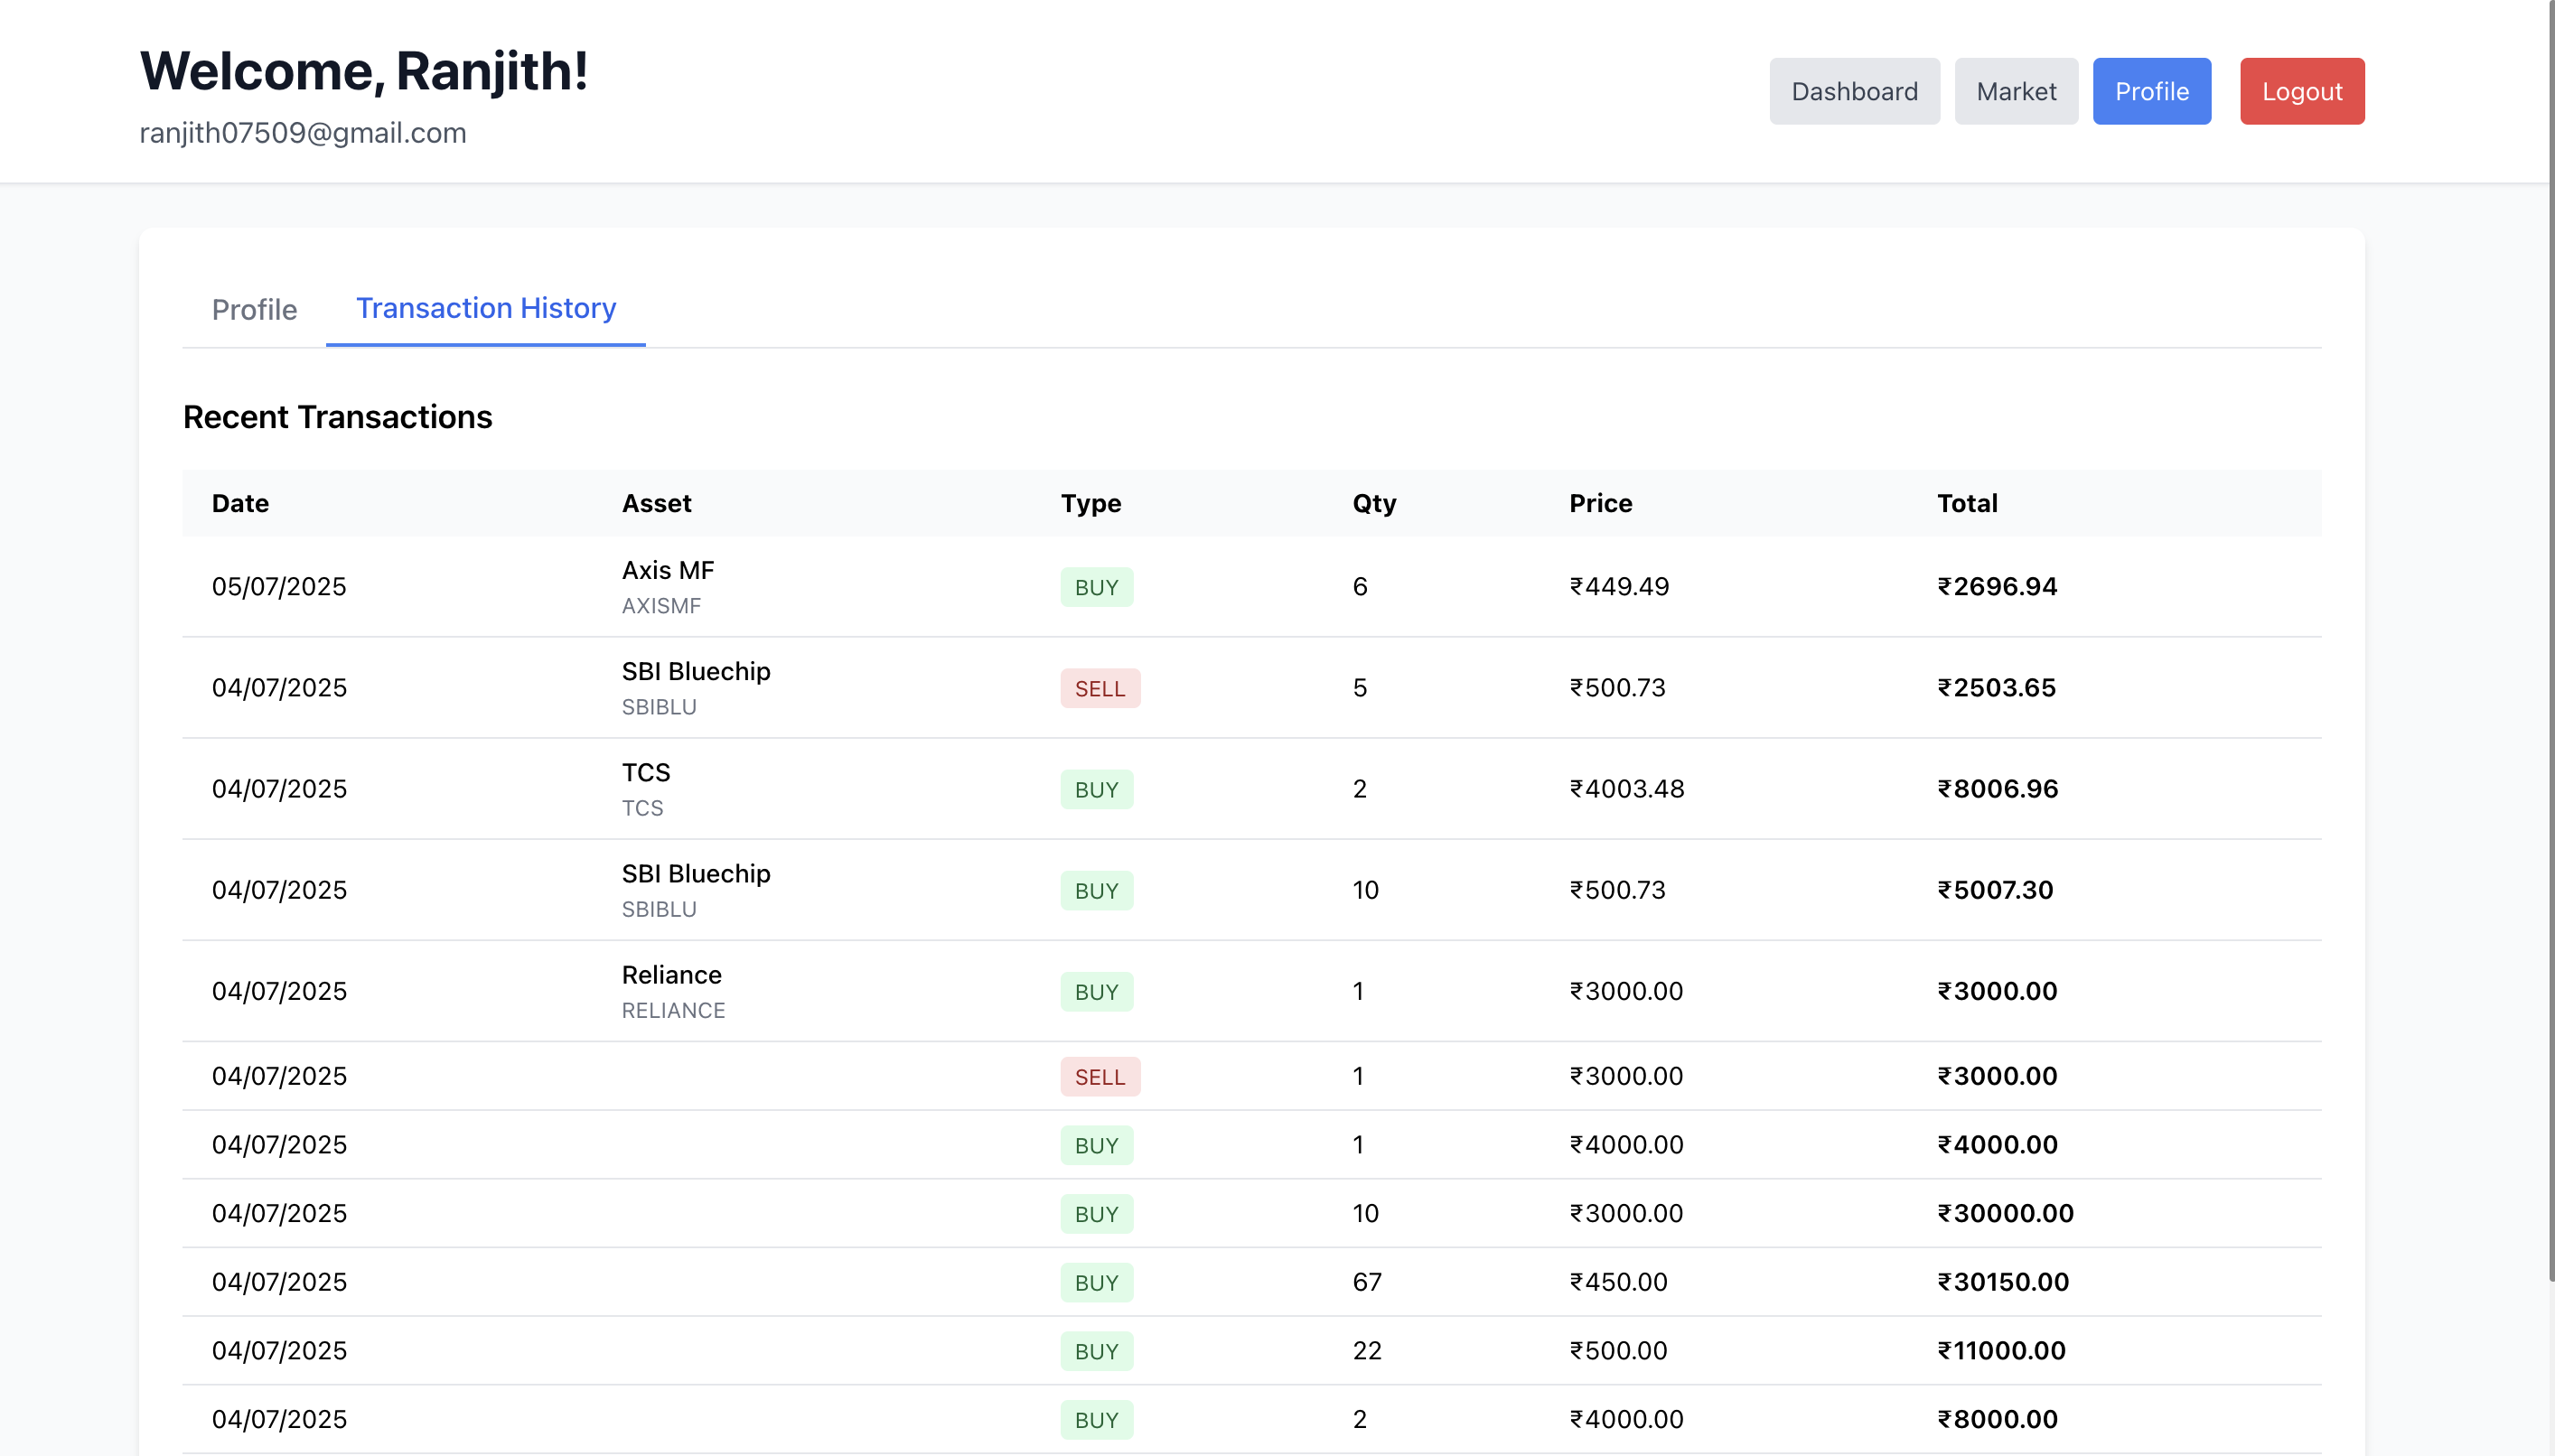 Welcome, Ranjith!
ranjith07509@gmail.com
Dashboard Market Profile Logout
Profile Transaction History
Recent Transactions
Date Asset Type Qty Price Total
05/07/2025 Axis MF AXISMF BUY 6 ₹449.49 ₹2696.94
04/07/2025 SBI Bluechip SBIBLU SELL 5 ₹500.73 ₹2503.65
04/07/2025 TCS TCS BUY 2 ₹4003.48 ₹8006.96
04/07/2025 SBI Bluechip SBIBLU BUY 10 ₹500.73 ₹5007.30
04/07/2025 Reliance RELIANCE BUY 1 ₹3000.00 ₹3000.00
04/07/2025 SELL 1 ₹3000.00 ₹3000.00
04/07/2025 BUY 1 ₹4000.00 ₹4000.00
04/07/2025 BUY 10 ₹3000.00 ₹30000.00
04/07/2025 BUY 67 ₹450.00 ₹30150.00
04/07/2025 BUY 22 ₹500.00 ₹11000.00
04/07/2025 BUY 2 ₹4000.00 ₹8000.00